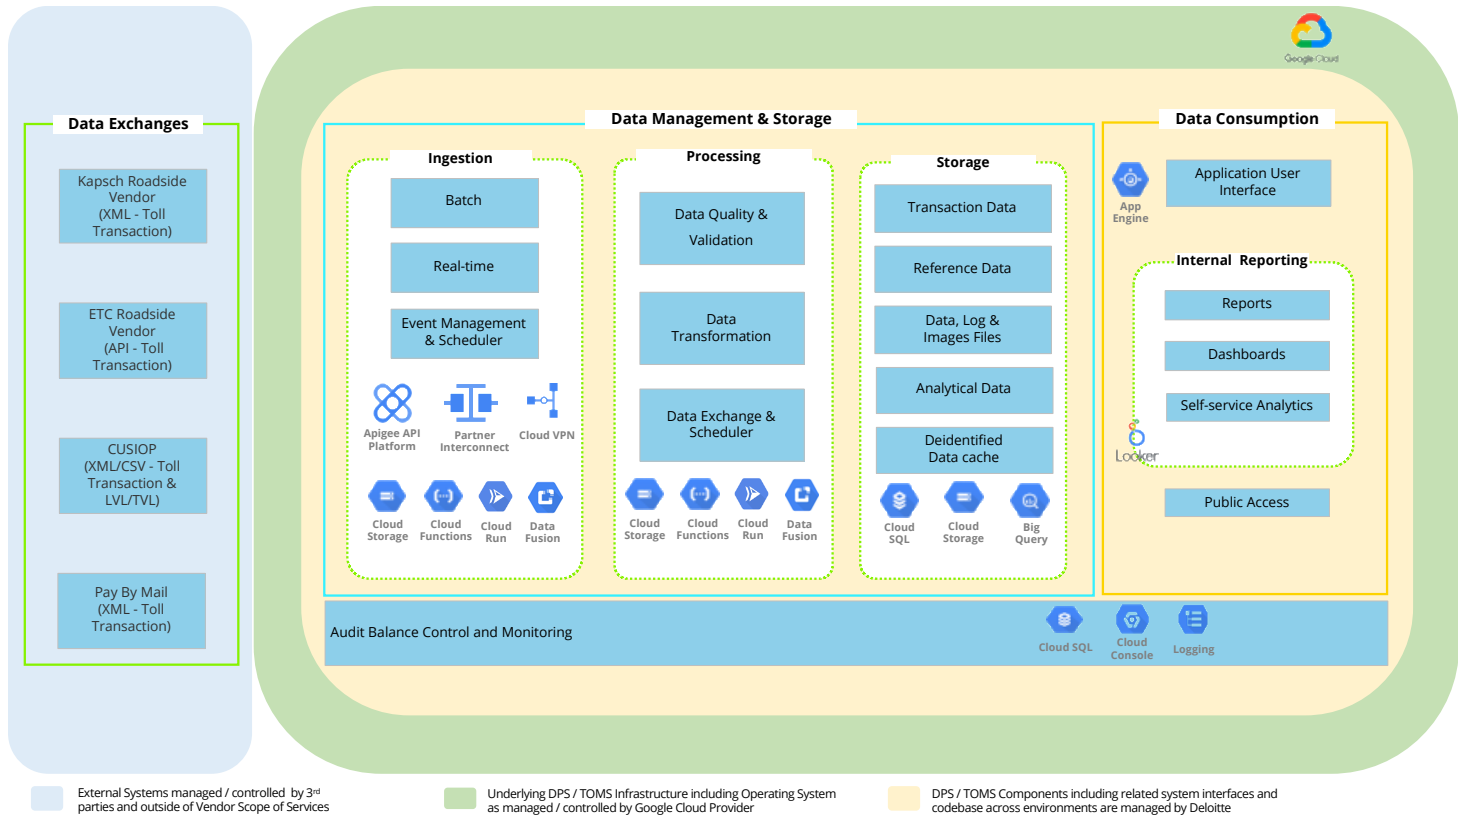 Google Cloud
Data Exchanges
Kapsch Roadside
Vendor
(XML - Toll
Transaction)
ETC Roadside
Vendor
(API - Toll
Transaction)
CUSIOP
(XML/CSV - Toll
Transaction &
LVL/TVL)
Pay By Mail
(XML - Toll
Transaction)
Data Management & Storage
Ingestion
Batch
Real-time
Event Management
& Scheduler
Apigee API
Platform
Partner
Interconnect
Cloud VPN
Cloud
Storage
Cloud
Functions
Cloud
Run
Data
Fusion
Processing
Data Quality &
Validation
Data
Transformation
Data Exchange &
Scheduler
Cloud
Storage
Cloud
Functions
Cloud
Run
Data
Fusion
Storage
Transaction Data
Reference Data
Data, Log &
Images Files
Analytical Data
Deidentified
Data cache
Cloud
SQL
Cloud
Storage
Big
Query
Data Consumption
App
Engine
Application User
Interface
Internal Reporting
Reports
Dashboards
Self-service Analytics
Looker
Public Access
Audit Balance Control and Monitoring
Cloud SQL
Cloud
Console
Logging
External Systems managed / controlled by 3rd
parties and outside of Vendor Scope of Services
Underlying DPS / TOMS Infrastructure including Operating System
as managed / controlled by Google Cloud Provider
DPS / TOMS Components including related system interfaces and
codebase across environments are managed by Deloitte